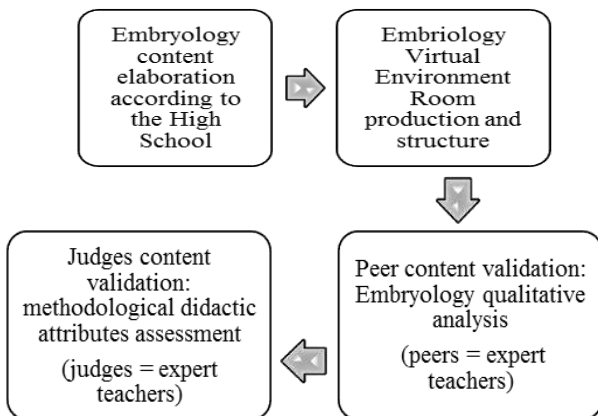 Embryology
content
elaboration
according to
the High
School
Embriology
Virtual
Environment
Room
production and
structure
Peer content validation:
Embryology qualitative
analysis
(peers = expert
teachers)
Judges content
validation:
methodological didactic
attributes assessment
(judges = expert
teachers)